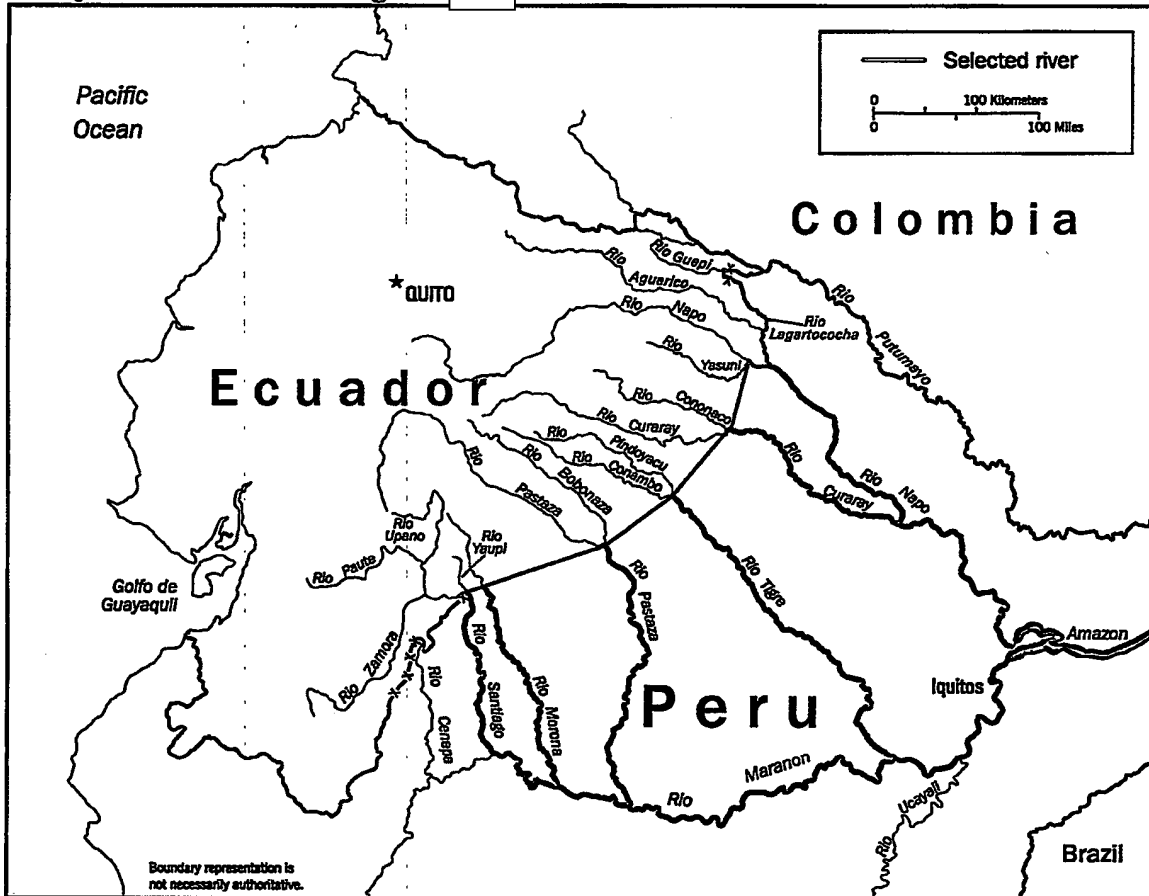 Pacific
Ocean
Selected river
0 100 Kilometers
0 100 Miles
Colombia
Rio Guepi
Rio Aguarico
QUITO
Rio Napo
Rio
Lagartococha
Rio Putumayo
Yasuni
Rio
Ecuador
Rio Cononaco
Rio Curaray
Rio Pindoyacu
Rio Conambo
Rio Bobonaza
Rio Pastaza
Rio Curaray
Rio Napo
Rio
Upano
Rio
Yaupi
Rio Paute
Golfo de
Guayaquil
Rio Pastaza
Rio Tigra
Rio Zamora
X-X-X-X
Rio Cenapa
Rio Santiago
Rio Morona
Amazon
Iquitos
Peru
Rio Maranon
Rio Ucayali
Brazil
Boundary representation is
not necessarily authoritative.